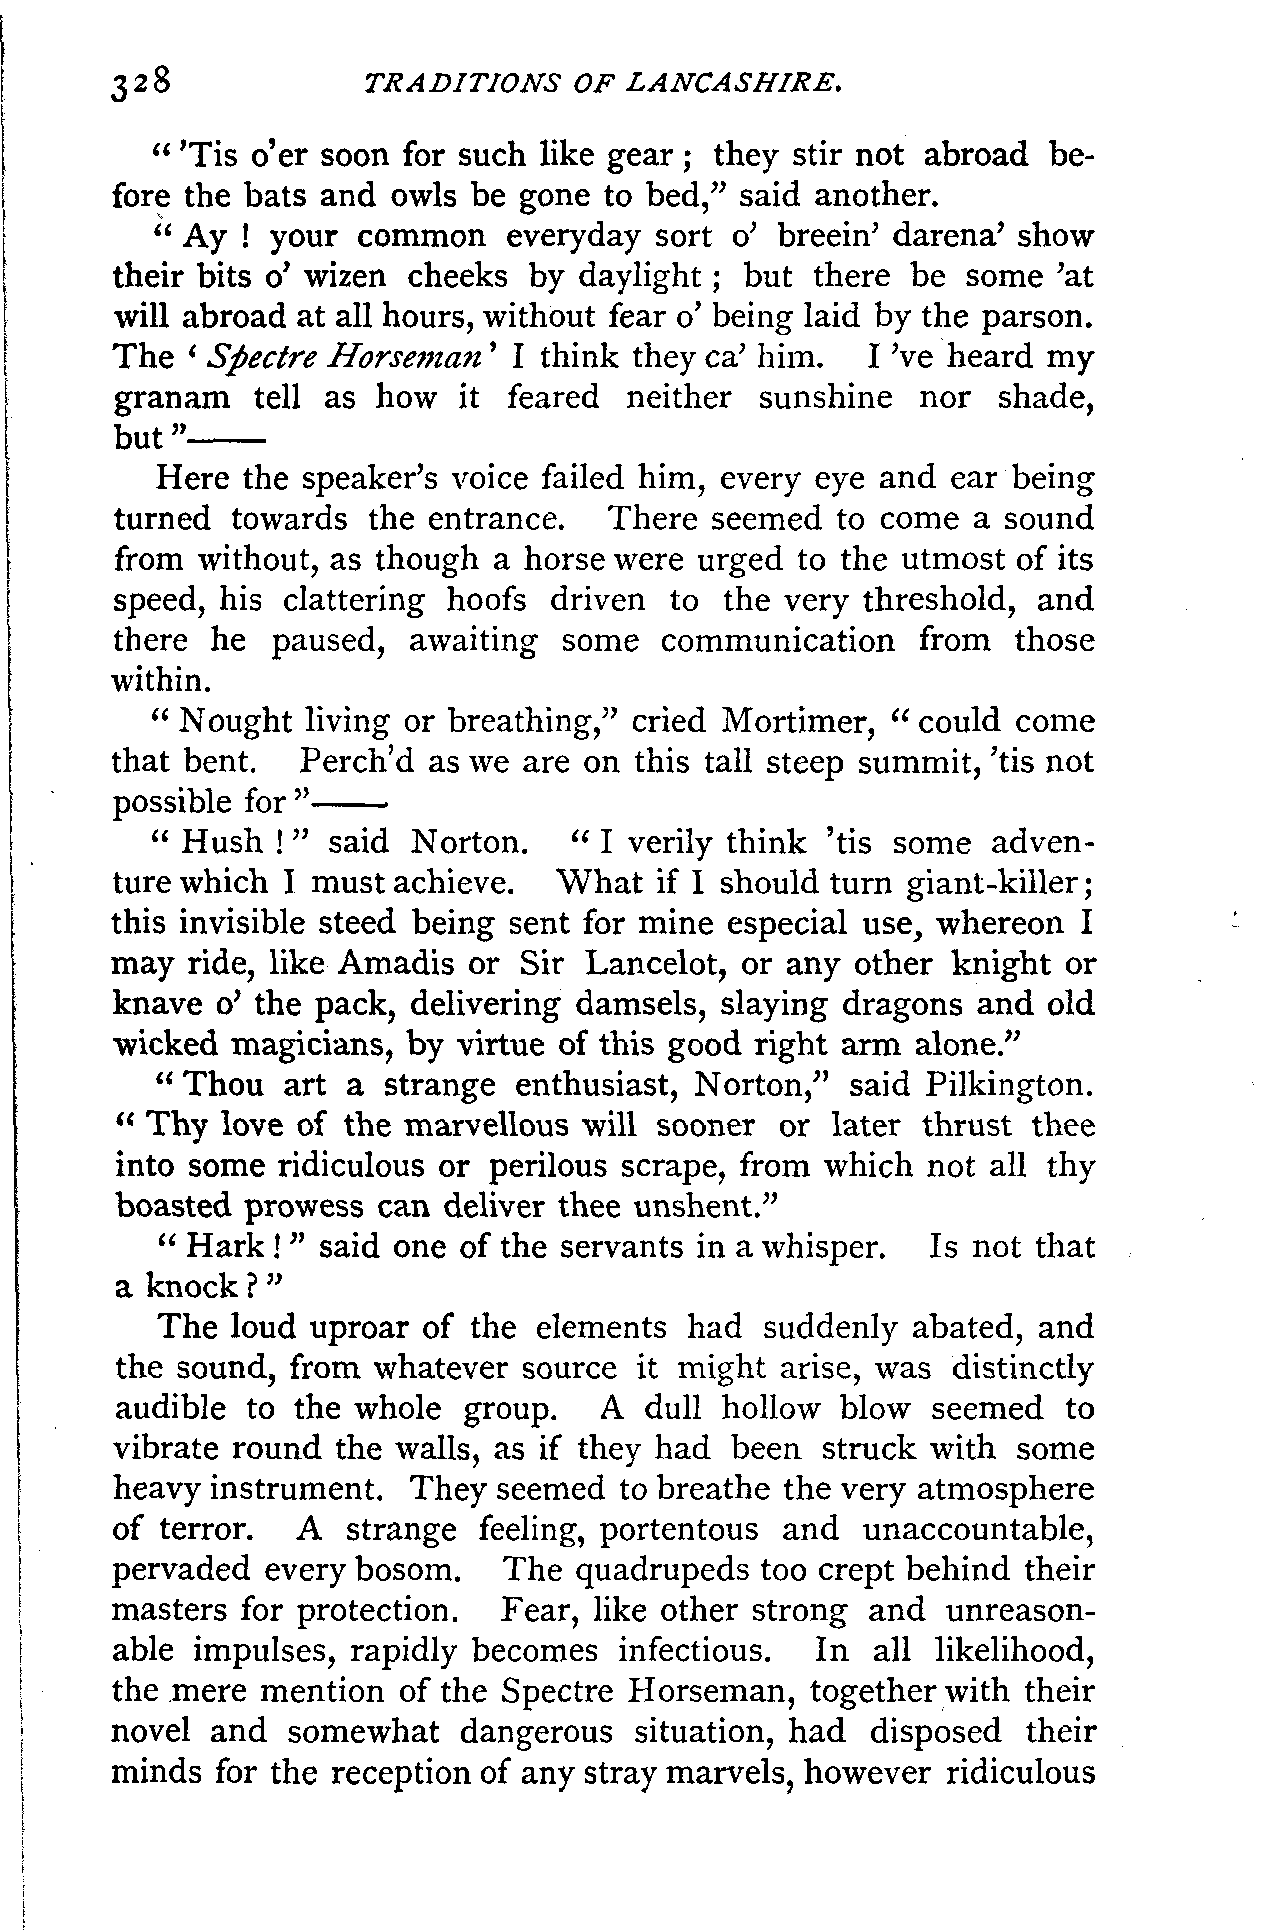 328 TRADITIONS OF LANCASHIRE.
“ ’Tis o’er soon for such like gear ; they stir not abroad be-
fore the bats and owls be gone to bed,” said another.
“ Ay ! your common everyday sort o’ breein’ darena’ show
their bits o’ wizen cheeks by daylight ; but there be some ’at
will abroad at all hours, without fear o’ being laid by the parson.
The ‘ Spectre Horseman ’ I think they ca’ him. I ’ve heard my
granam tell as how it feared neither sunshine nor shade,
but ”——
Here the speaker’s voice failed him, every eye and ear being
turned towards the entrance. There seemed to come a sound
from without, as though a horse were urged to the utmost of its
speed, his clattering hoofs driven to the very threshold, and
there he paused, awaiting some communication from those
within.
“ Nought living or breathing,” cried Mortimer, “ could come
that bent. Perch’d as we are on this tall steep summit, ’tis not
possible for ”——
“ Hush ! ” said Norton. “ I verily think ’tis some adven-
ture which I must achieve. What if I should turn giant-killer ;
this invisible steed being sent for mine especial use, whereon I
may ride, like Amadis or Sir Lancelot, or any other knight or
knave o’ the pack, delivering damsels, slaying dragons and old
wicked magicians, by virtue of this good right arm alone.”
“ Thou art a strange enthusiast, Norton,” said Pilkington.
“ Thy love of the marvellous will sooner or later thrust thee
into some ridiculous or perilous scrape, from which not all thy
boasted prowess can deliver thee unshent.”
“ Hark ! ” said one of the servants in a whisper. Is not that
a knock ? ”
The loud uproar of the elements had suddenly abated, and
the sound, from whatever source it might arise, was distinctly
audible to the whole group. A dull hollow blow seemed to
vibrate round the walls, as if they had been struck with some
heavy instrument. They seemed to breathe the very atmosphere
of terror. A strange feeling, portentous and unaccountable,
pervaded every bosom. The quadrupeds too crept behind their
masters for protection. Fear, like other strong and unreason-
able impulses, rapidly becomes infectious. In all likelihood,
the mere mention of the Spectre Horseman, together with their
novel and somewhat dangerous situation, had disposed their
minds for the reception of any stray marvels, however ridiculous